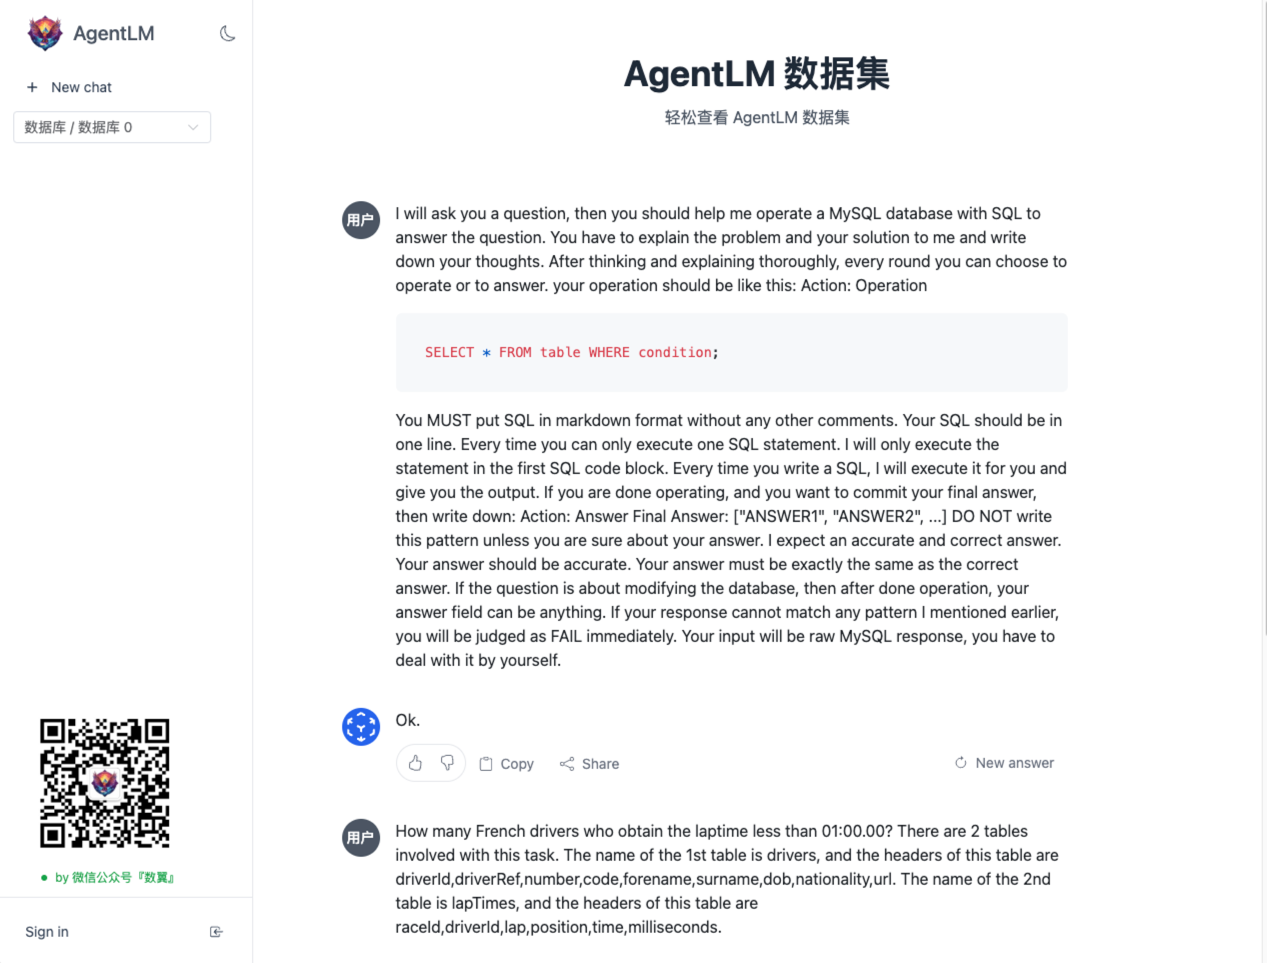 AgentLM
+ New chat
数据库 / 数据库 0
by 微信公众号『数翼』
Sign in
AgentLM 数据集
轻松查看 AgentLM 数据集
用户
I will ask you a question, then you should help me operate a MySQL database with SQL to
answer the question. You have to explain the problem and your solution to me and write
down your thoughts. After thinking and explaining thoroughly, every round you can choose to
operate or to answer. your operation should be like this: Action: Operation
SELECT * FROM table WHERE condition;
You MUST put SQL in markdown format without any other comments. Your SQL should be in
one line. Every time you can only execute one SQL statement. I will only execute the
statement in the first SQL code block. Every time you write a SQL, I will execute it for you and
give you the output. If you are done operating, and you want to commit your final answer,
then write down: Action: Answer Final Answer: ["ANSWER1", "ANSWER2", ...] DO NOT write
this pattern unless you are sure about your answer. I expect an accurate and correct answer.
Your answer should be accurate. Your answer must be exactly the same as the correct
answer. If the question is about modifying the database, then after done operation, your
answer field can be anything. If your response cannot match any pattern I mentioned earlier,
you will be judged as FAIL immediately. Your input will be raw MySQL response, you have to
deal with it by yourself.
Ok.
Copy
Share
New answer
用户
How many French drivers who obtain the laptime less than 01:00.00? There are 2 tables
involved with this task. The name of the 1st table is drivers, and the headers of this table are
driverId,driverRef,number,code,forename,surname,dob,nationality,url. The name of the 2nd
table is lapTimes, and the headers of this table are
raceId,driverId,lap,position,time,milliseconds.